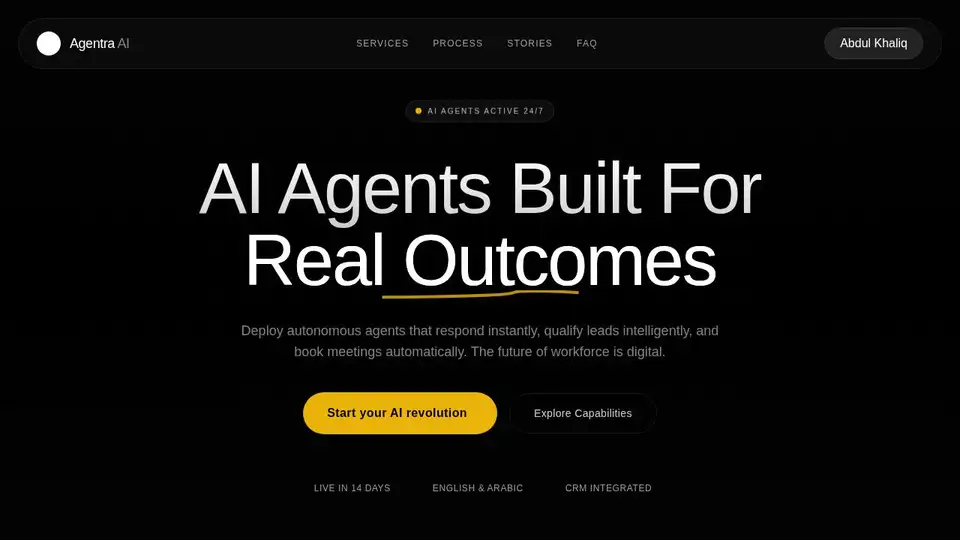 Agentra AI
SERVICES
PROCESS
STORIES
FAQ
Abdul Khaliq
AI AGENTS ACTIVE 24/7
AI Agents Built For
Real Outcomes
Deploy autonomous agents that respond instantly, qualify leads intelligently, and
book meetings automatically. The future of workforce is digital.
Start your AI revolution
Explore Capabilities
LIVE IN 14 DAYS
ENGLISH & ARABIC
CRM INTEGRATED